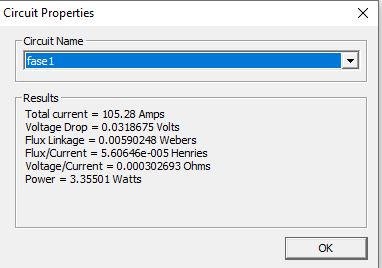 Circuit Properties
Circuit Name
fase1
Results
Total current = 105.28 Amps
Voltage Drop = 0.0318675 Volts
Flux Linkage = 0.00590248 Webers
Flux/Current = 5.60646e-005 Henries
Voltage/Current = 0.000302693 Ohms
Power = 3.35501 Watts
OK